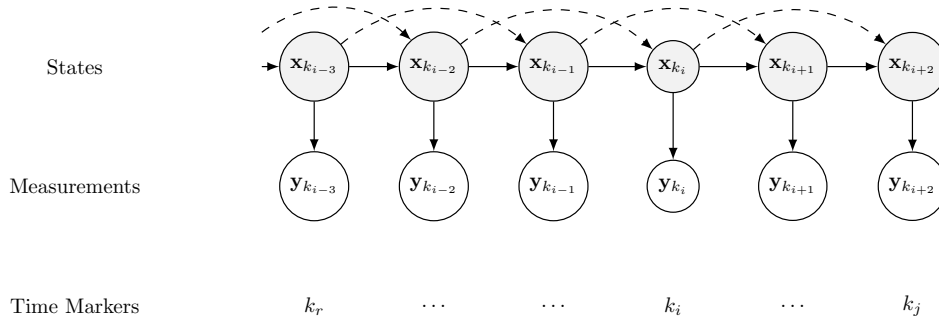 States x_{k_{i−3}} x_{k_{i−2}} x_{k_{i−1}} x_{k_i} x_{k_{i+1}} x_{k_{i+2}}
Measurements y_{k_{i−3}} y_{k_{i−2}} y_{k_{i−1}} y_{k_i} y_{k_{i+1}} y_{k_{i+2}}
Time Markers k_r ⋯ ⋯ k_i ⋯ k_j